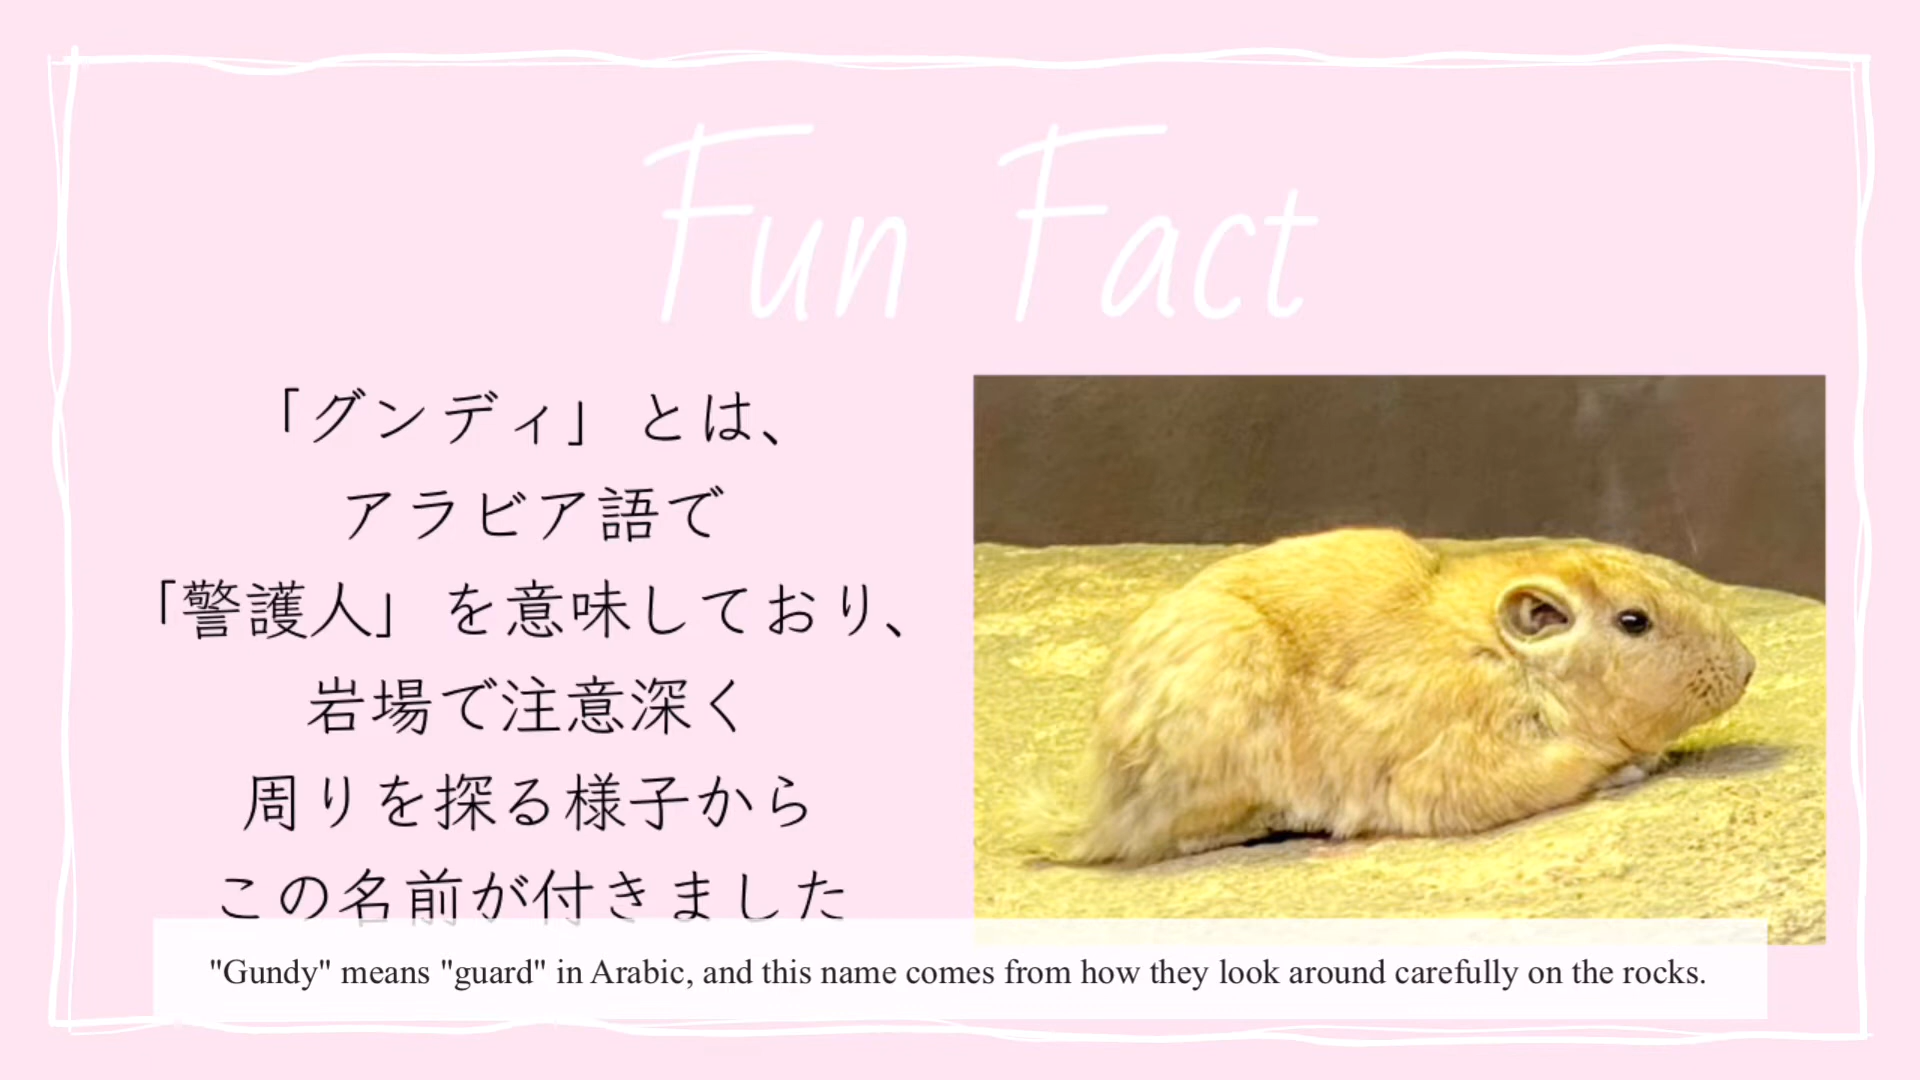 Fun Fact
「グンディ」とは、
アラビア語で
「警護人」を意味しており、
岩場で注意深く
周りを探る様子から
この名前が付きました
"Gundy" means "guard" in Arabic, and this name comes from how they look around carefully on the rocks.